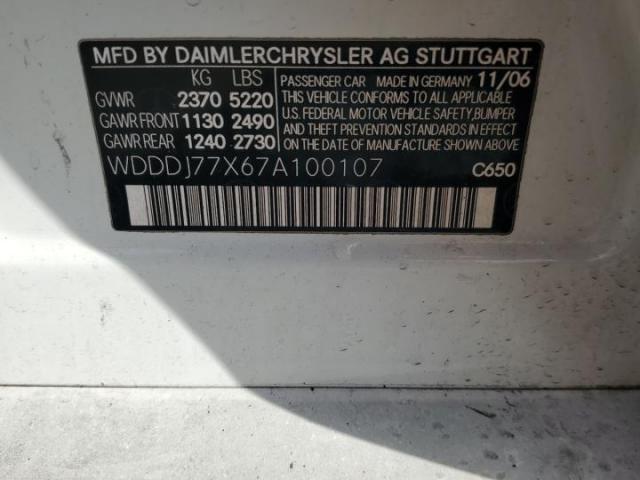 MFD BY DAIMLERCHRYSLER AG STUTTGART
KG LBS
GVWR 2370 5220
GAWR FRONT 1130 2490
GAWR REAR 1240 2730
PASSENGER CAR MADE IN GERMANY 11/06
THIS VEHICLE CONFORMS TO ALL APPLICABLE
U.S. FEDERAL MOTOR VEHICLE SAFETY, BUMPER
AND THEFT PREVENTION STANDARDS IN EFFECT
ON THE DATE OF MANUFACTURE SHOWN ABOVE.
WDDDJ77X67A100107
C650